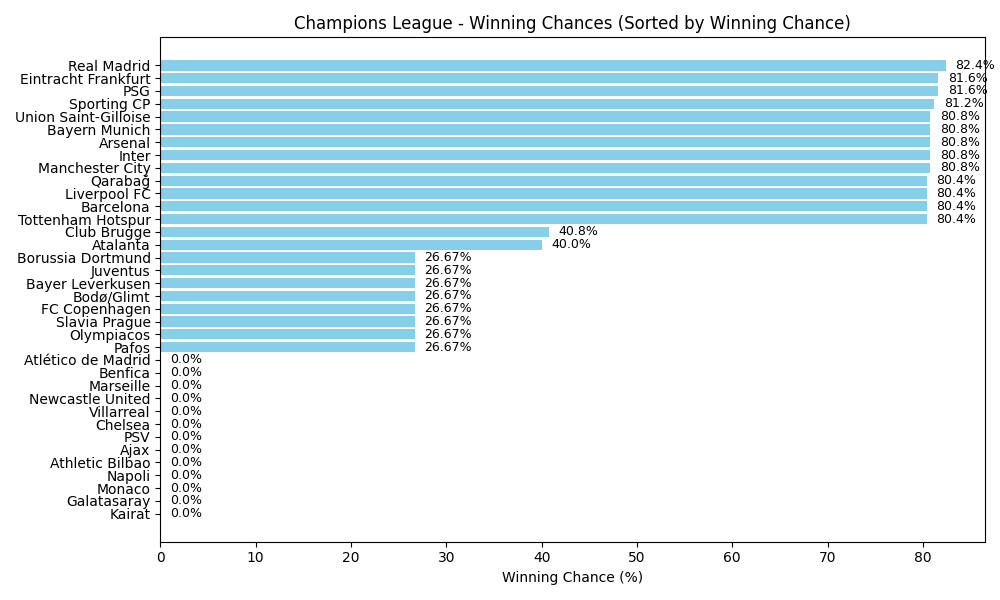 Champions League - Winning Chances (Sorted by Winning Chance)
Real Madrid 82.4%
Eintracht Frankfurt 81.6%
PSG 81.6%
Sporting CP 81.2%
Union Saint-Gilloise 80.8%
Bayern Munich 80.8%
Arsenal 80.8%
Inter 80.8%
Manchester City 80.8%
Qarabağ 80.4%
Liverpool FC 80.4%
Barcelona 80.4%
Tottenham Hotspur 80.4%
Club Brugge 40.8%
Atalanta 40.0%
Borussia Dortmund 26.67%
Juventus 26.67%
Bayer Leverkusen 26.67%
Bodø/Glimt 26.67%
FC Copenhagen 26.67%
Slavia Prague 26.67%
Olympiacos 26.67%
Pafos 26.67%
Atlético de Madrid 0.0%
Benfica 0.0%
Marseille 0.0%
Newcastle United 0.0%
Villarreal 0.0%
Chelsea 0.0%
PSV 0.0%
Ajax 0.0%
Athletic Bilbao 0.0%
Napoli 0.0%
Monaco 0.0%
Galatasaray 0.0%
Kairat 0.0%
0 10 20 30 40 50 60 70 80
Winning Chance (%)